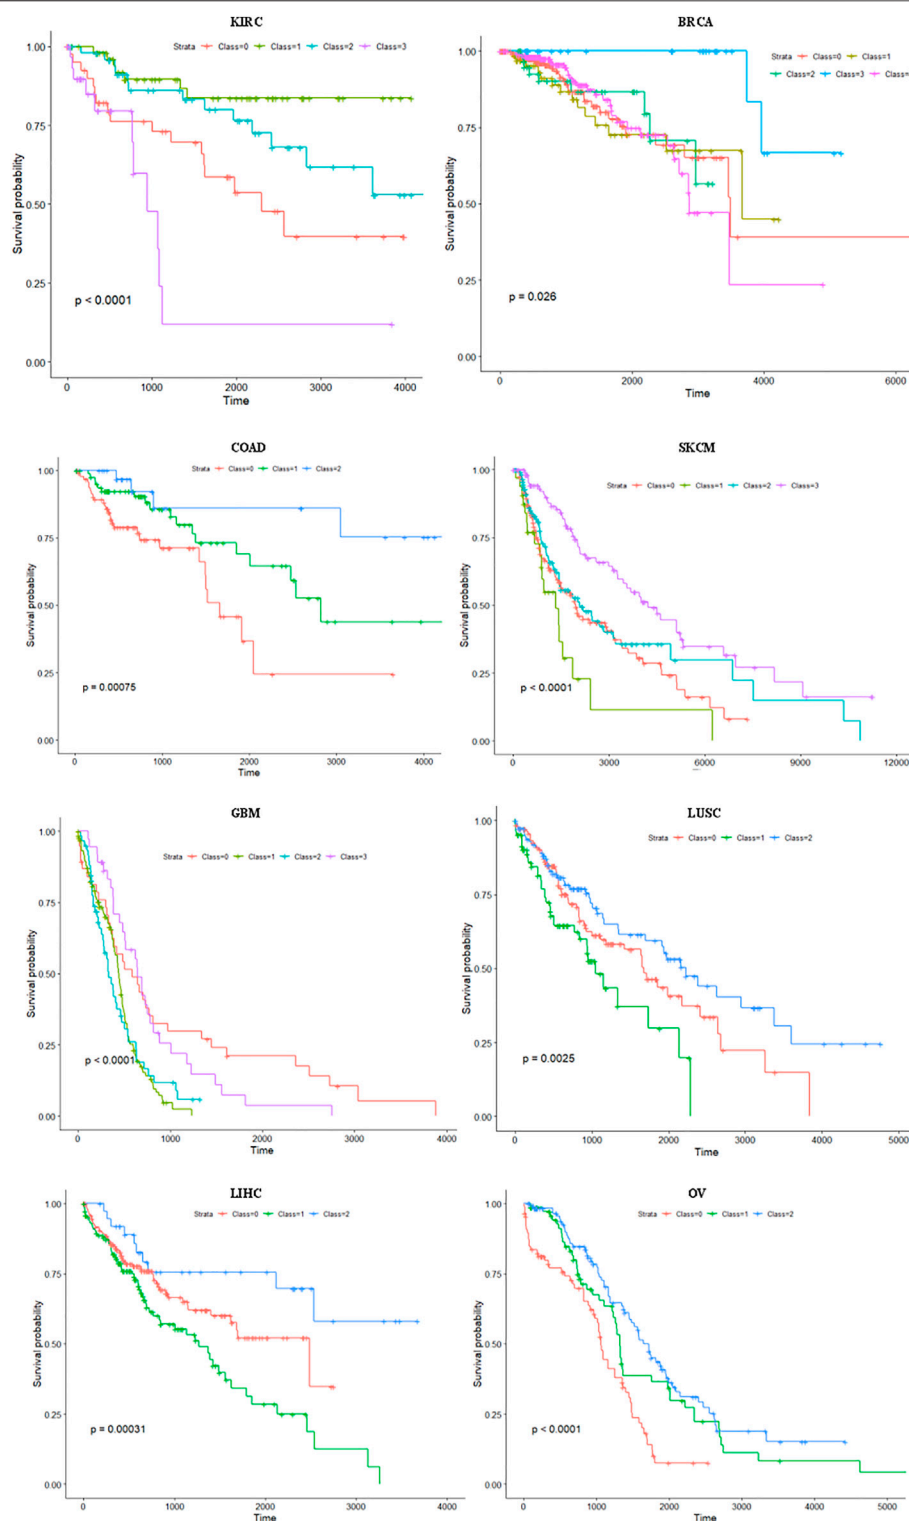 KIRC
Strata Class=0 Class=1 Class=2 Class=3
1.00
0.75
0.50
0.25
0.00
Survival probability
p < 0.0001
0 1000 2000 3000 4000
Time
BRCA
Strata Class=0 Class=1
Class=2 Class=3 Class=
1.00
0.75
0.50
0.25
0.00
Survival probability
p = 0.026
0 2000 4000 6000
Time
COAD
Strata Class=0 Class=1 Class=2
1.00
0.75
0.50
0.25
0.00
Survival probability
p = 0.00075
0 1000 2000 3000 4000
Time
SKCM
Strata Class=0 Class=1 Class=2 Class=3
1.00
0.75
0.50
0.25
0.00
Survival probability
p < 0.0001
0 3000 6000 9000 12000
GBM
Strata Class=0 Class=1 Class=2 Class=3
1.00
0.75
0.50
0.25
0.00
Survival probability
p < 0.0001
0 1000 2000 3000 4000
Time
LUSC
Strata Class=0 Class=1 Class=2
1.00
0.75
0.50
0.25
0.00
Survival probability
p = 0.0025
0 1000 2000 3000 4000 5000
Time
LIHC
Strata Class=0 Class=1 Class=2
1.00
0.75
0.50
0.25
0.00
Survival probability
p = 0.00031
0 1000 2000 3000 4000
Time
OV
Strata Class=0 Class=1 Class=2
1.00
0.75
0.50
0.25
0.00
Survival probability
p < 0.0001
0 1000 2000 3000 4000 5000
Time